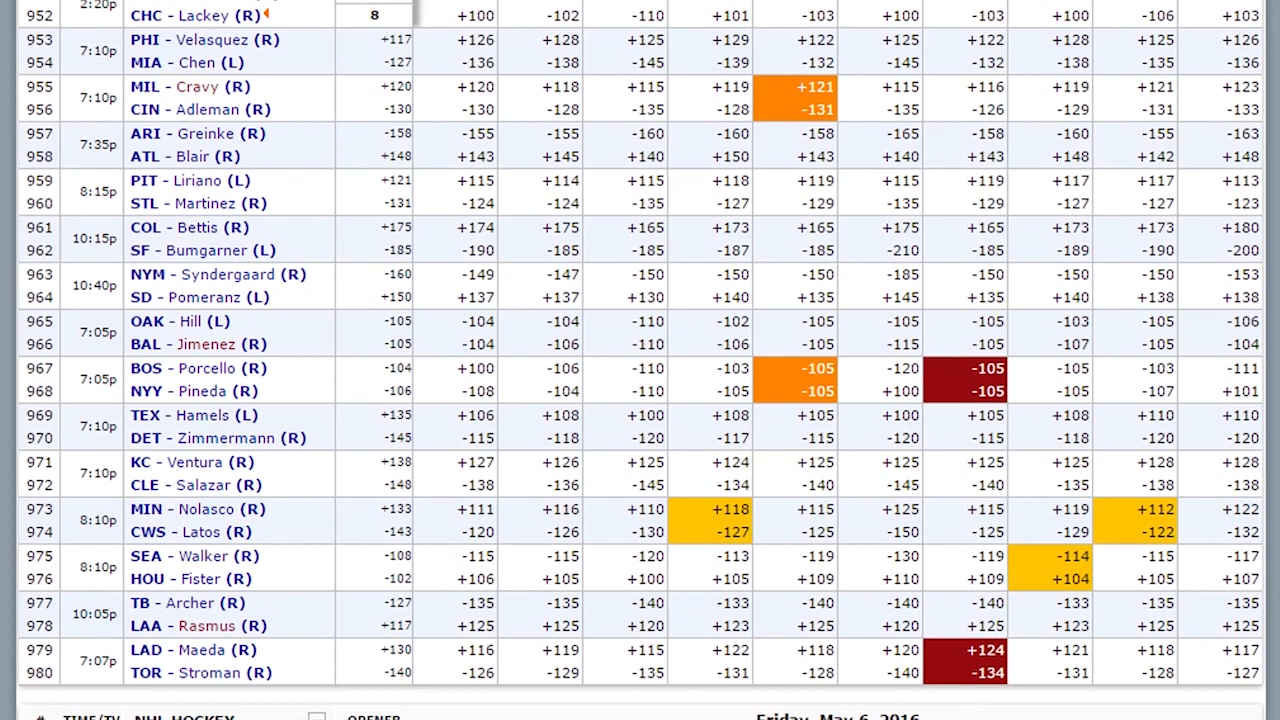 2:20p
952 CHC - Lackey (R) 8 +100 -102 -110 +101 -103 +100 -103 +100 -106 +103
953 PHI - Velasquez (R) +117 +126 +128 +125 +129 +122 +125 +122 +128 +125 +126
7:10p
954 MIA - Chen (L) -127 -136 -138 -145 -139 -132 -145 -132 -138 -135 -136
955 MIL - Cravy (R) +120 +120 +118 +115 +119 +121 +115 +116 +119 +121 +123
7:10p
956 CIN - Adleman (R) -130 -130 -128 -135 -128 -131 -135 -126 -129 -131 -133
957 ARI - Greinke (R) -158 -155 -155 -160 -160 -158 -165 -158 -160 -155 -163
7:35p
958 ATL - Blair (R) +148 +143 +145 +140 +150 +143 +140 +143 +148 +142 +148
959 PIT - Liriano (L) +121 +115 +114 +115 +118 +119 +115 +119 +117 +117 +113
8:15p
960 STL - Martinez (R) -131 -124 -124 -135 -127 -129 -135 -129 -127 -127 -123
961 COL - Bettis (R) +175 +174 +175 +165 +173 +165 +175 +165 +173 +173 +180
10:15p
962 SF - Bumgarner (L) -185 -190 -185 -185 -187 -185 -210 -185 -189 -190 -200
963 NYM - Syndergaard (R) -160 -149 -147 -150 -150 -150 -185 -150 -150 -150 -153
10:40p
964 SD - Pomeranz (L) +150 +137 +137 +130 +140 +135 +145 +135 +140 +138 +138
965 OAK - Hill (L) -105 -104 -104 -110 -102 -105 -105 -105 -103 -105 -106
7:05p
966 BAL - Jimenez (R) -105 -104 -106 -110 -106 -105 -115 -105 -107 -105 -104
967 BOS - Porcello (R) -104 +100 -106 -110 -103 -105 -120 -105 -105 -103 -111
7:05p
968 NYY - Pineda (R) -106 -108 -104 -110 -105 -105 +100 -105 -105 -107 +101
969 TEX - Hamels (L) +135 +106 +108 +100 +108 +105 +100 +105 +108 +110 +110
7:10p
970 DET - Zimmermann (R) -145 -115 -118 -120 -117 -115 -120 -115 -118 -120 -120
971 KC - Ventura (R) +138 +127 +126 +125 +124 +125 +125 +125 +125 +128 +128
7:10p
972 CLE - Salazar (R) -148 -138 -136 -145 -134 -140 -145 -140 -135 -138 -138
973 MIN - Nolasco (R) +133 +111 +116 +110 +118 +115 +125 +115 +119 +112 +122
8:10p
974 CWS - Latos (R) -143 -120 -126 -130 -127 -125 -150 -125 -129 -122 -132
975 SEA - Walker (R) -108 -115 -115 -120 -113 -119 -130 -119 -114 -115 -117
8:10p
976 HOU - Fister (R) -102 +106 +105 +100 +105 +109 +110 +109 +104 +105 +107
977 TB - Archer (R) -127 -135 -135 -140 -133 -140 -140 -140 -133 -135 -135
10:05p
978 LAA - Rasmus (R) +117 +125 +125 +120 +123 +125 +120 +125 +123 +125 +125
979 LAD - Maeda (R) +130 +116 +119 +115 +122 +118 +120 +124 +121 +118 +117
7:07p
980 TOR - Stroman (R) -140 -126 -129 -135 -131 -128 -140 -134 -131 -128 -127
# TIME/TV NHL HOCKEY OPENER Friday, May 6, 2016